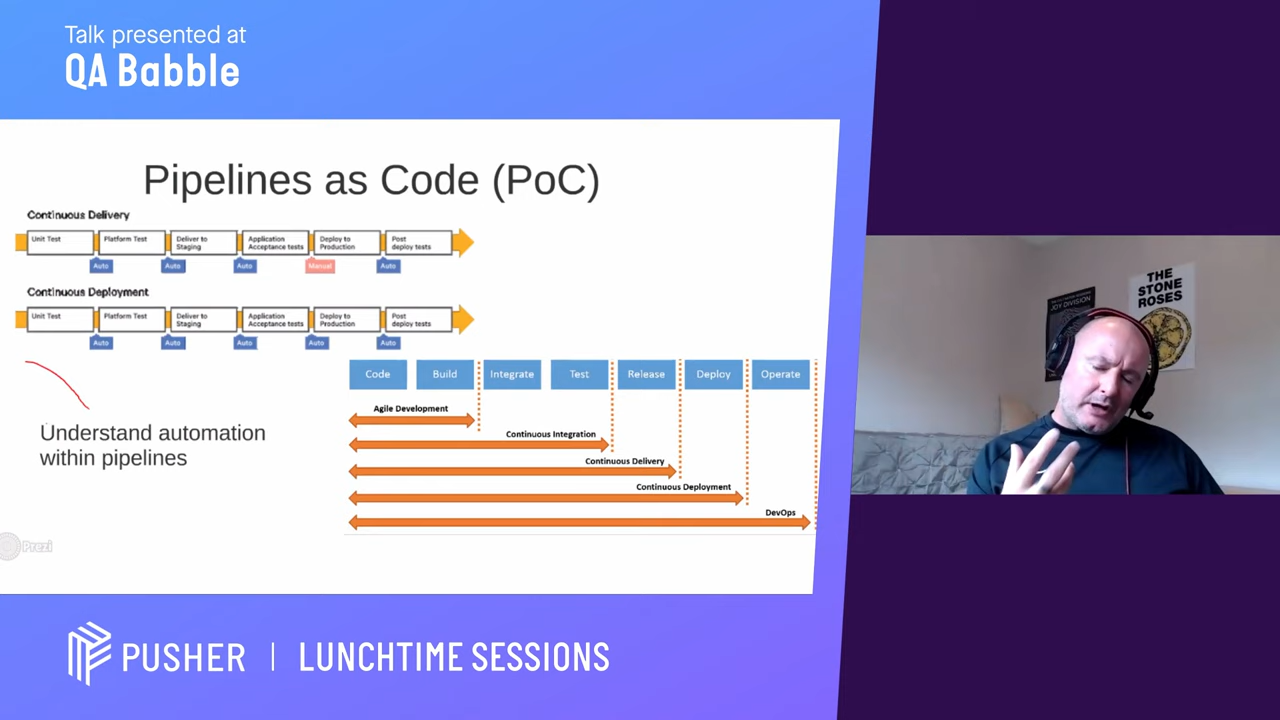 Talk presented at
QA Babble
Pipelines as Code (PoC)
Continuous Delivery
Unit Test
Platform Test
Deliver to
Staging
Application
Acceptance tests
Deploy to
Production
Post
deploy tests
Auto
Auto
Auto
Manual
Auto
Continuous Deployment
Unit Test
Platform Test
Deliver to
Staging
Application
Acceptance tests
Deploy to
Production
Post
deploy tests
Auto
Auto
Auto
Auto
Auto
Code
Build
Integrate
Test
Release
Deploy
Operate
Agile Development
Continuous Integration
Continuous Delivery
Continuous Deployment
DevOps
Understand automation
within pipelines
Prezi
JOY DIVISION
THE
STONE
ROSES
PUSHER | LUNCHTIME SESSIONS